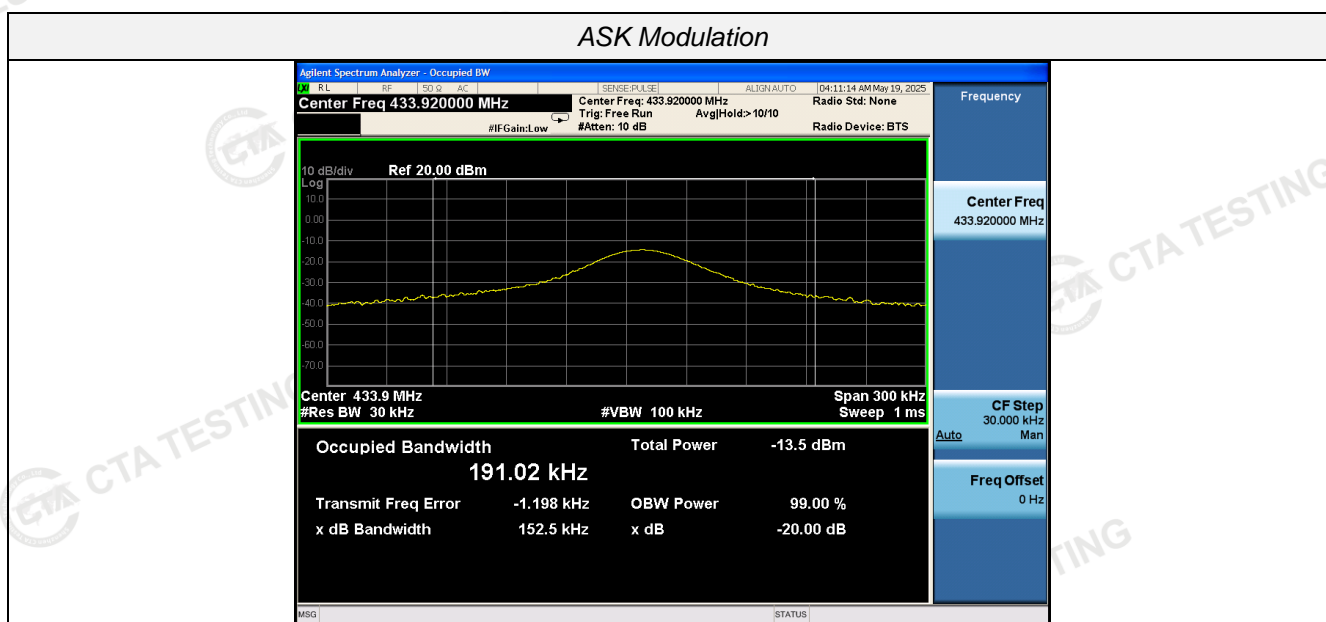 ASK Modulation
Agilent Spectrum Analyzer - Occupied BW
LXI RL RF 50 Ω AC SENSE:PULSE ALIGN AUTO 04:11:14 AM May 19, 2025
Center Freq 433.920000 MHz
Center Freq: 433.920000 MHz
Radio Std: None
Trig: Free Run Avg|Hold:>10/10
#IFGain:Low #Atten: 10 dB
Radio Device: BTS
10 dB/div Ref 20.00 dBm
Log
10.0
0.00
-10.0
-20.0
-30.0
-40.0
-50.0
-60.0
-70.0
Center 433.9 MHz Span 300 kHz
#Res BW 30 kHz #VBW 100 kHz Sweep 1 ms
Occupied Bandwidth Total Power -13.5 dBm
191.02 kHz
Transmit Freq Error -1.198 kHz OBW Power 99.00 %
x dB Bandwidth 152.5 kHz x dB -20.00 dB
MSG STATUS
Frequency
Center Freq
433.920000 MHz
CF Step
30.000 kHz
Auto Man
Freq Offset
0 Hz
CTA
CTA TESTING
CTA TESTING
TING